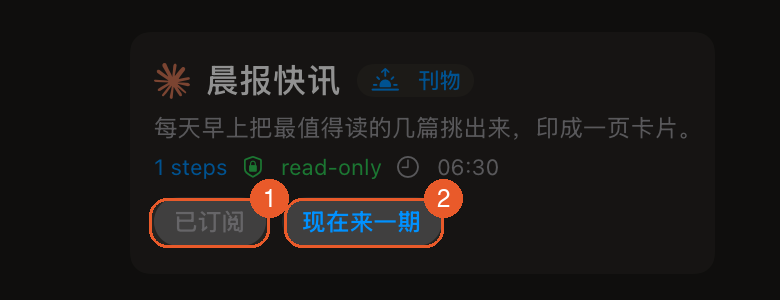 晨报快讯 刊物
每天早上把最值得读的几篇挑出来，印成一页卡片。
1 steps read-only 06:30
已订阅 1 现在来一期 2